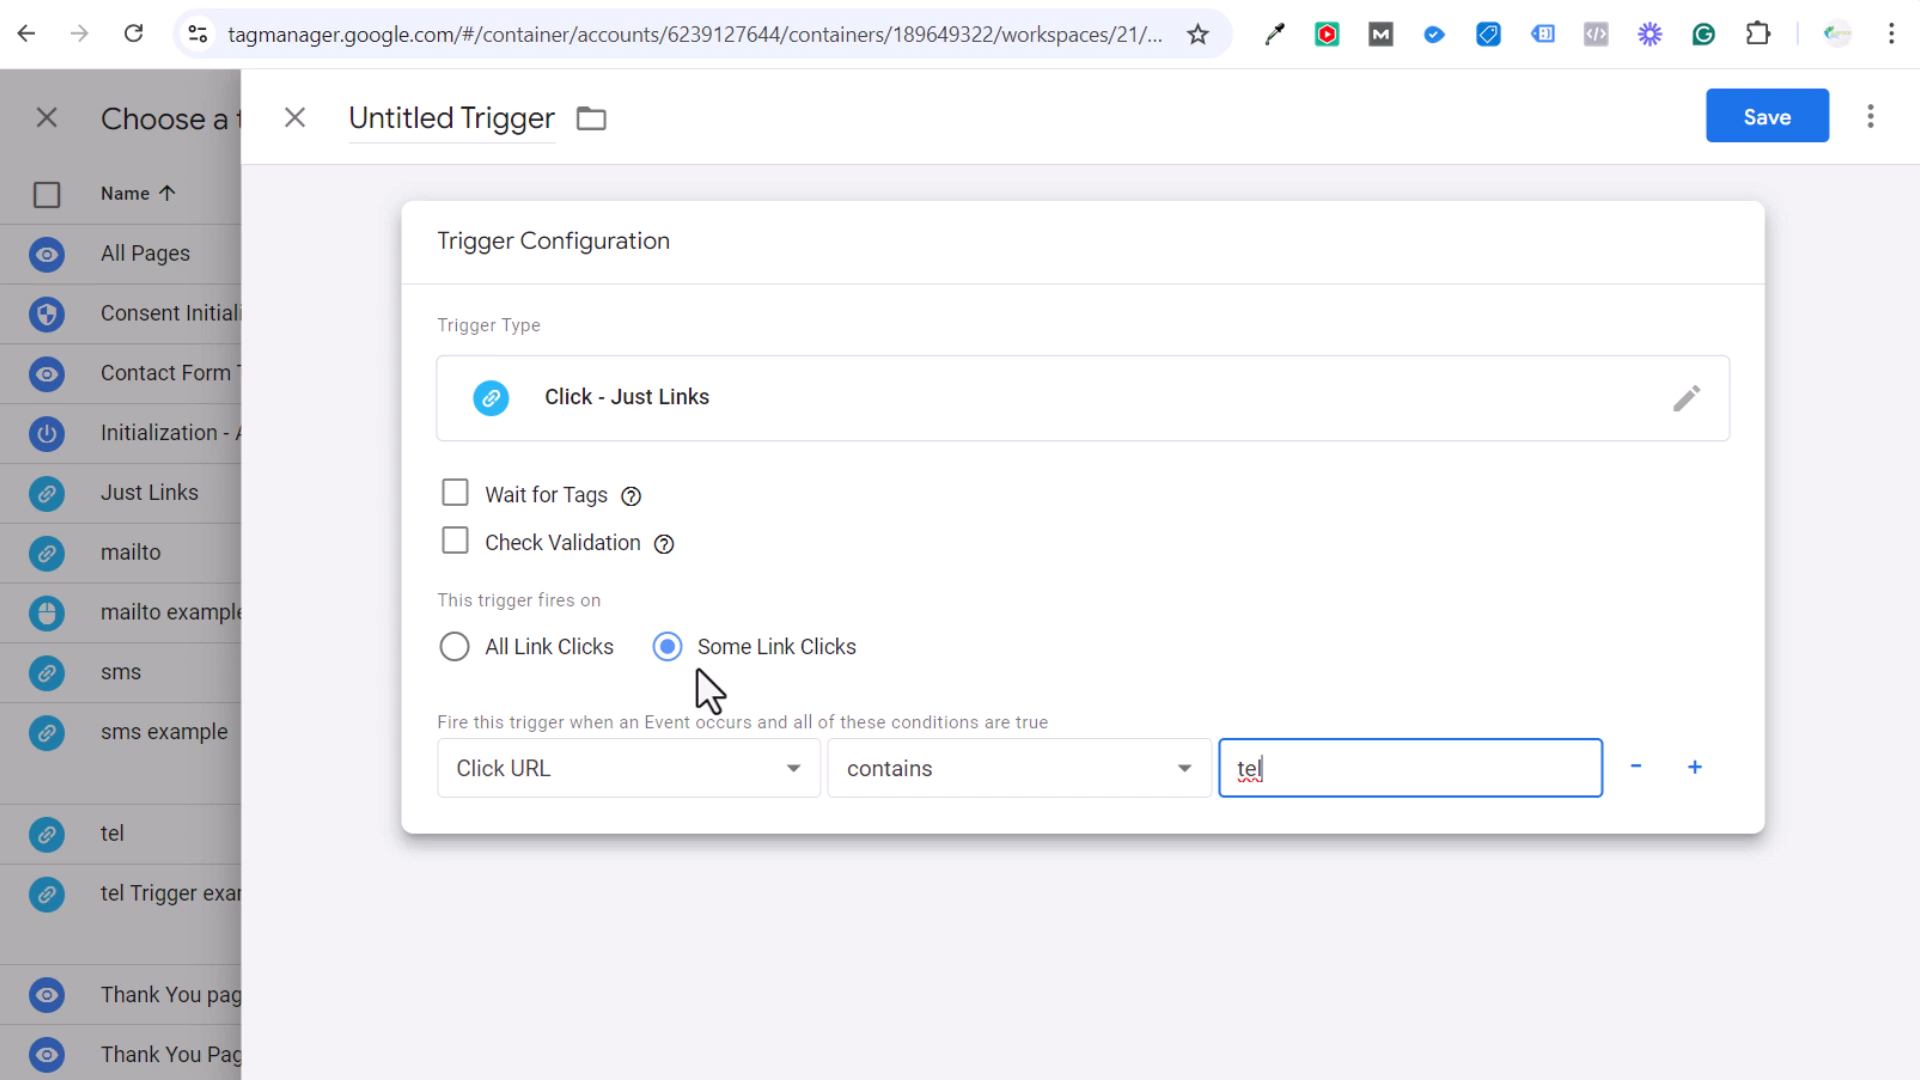 tagmanager.google.com/#/container/accounts/6239127644/containers/189649322/workspaces/21/...
Choose a t
Untitled Trigger
Save
Name
All Pages
Consent Initiali
Contact Form T
Initialization - A
Just Links
mailto
mailto example
sms
sms example
tel
tel Trigger exam
Thank You pag
Thank You Pag
Trigger Configuration
Trigger Type
Click - Just Links
Wait for Tags
Check Validation
This trigger fires on
All Link Clicks
Some Link Clicks
Fire this trigger when an Event occurs and all of these conditions are true
Click URL
contains
tel
- +